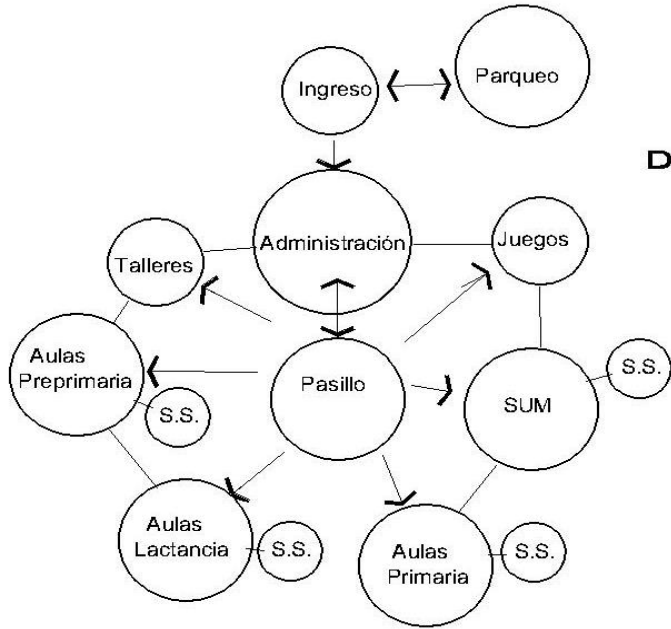 Ingreso
Parqueo
D
Administración
Juegos
Talleres
Aulas
Preprimaria
S.S.
Pasillo
SUM
S.S.
Aulas
Lactancia
S.S.
Aulas
Primaria
S.S.